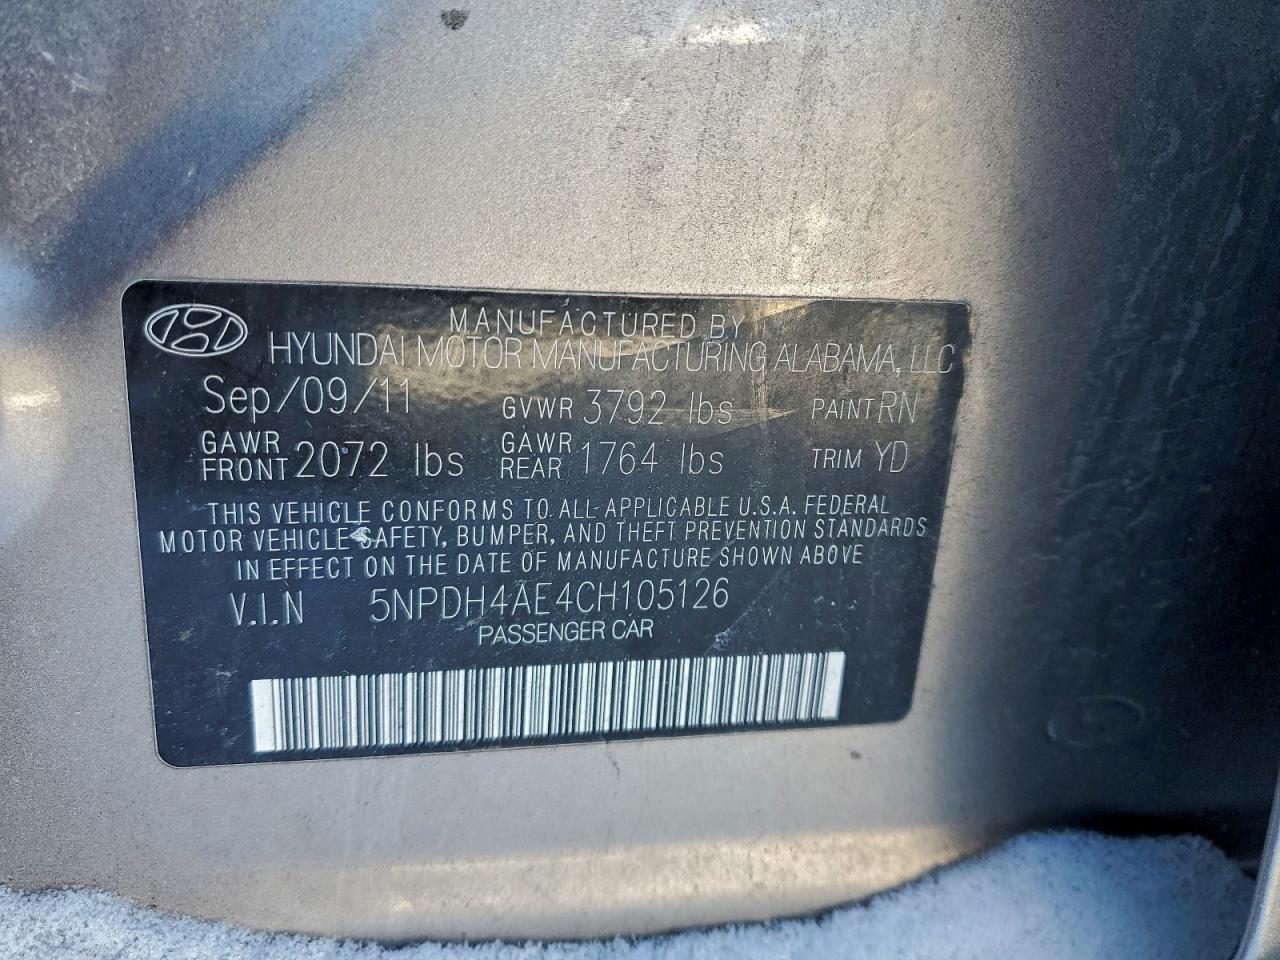 MANUFACTURED BY
HYUNDAI MOTOR MANUFACTURING ALABAMA, LLC
Sep/09/11 GVWR 3792 lbs PAINT RN
GAWR FRONT 2072 lbs GAWR REAR 1764 lbs TRIM YD
THIS VEHICLE CONFORMS TO ALL APPLICABLE U.S.A. FEDERAL
MOTOR VEHICLE SAFETY, BUMPER, AND THEFT PREVENTION STANDARDS
IN EFFECT ON THE DATE OF MANUFACTURE SHOWN ABOVE
V.I.N 5NPDH4AE4CH105126
PASSENGER CAR